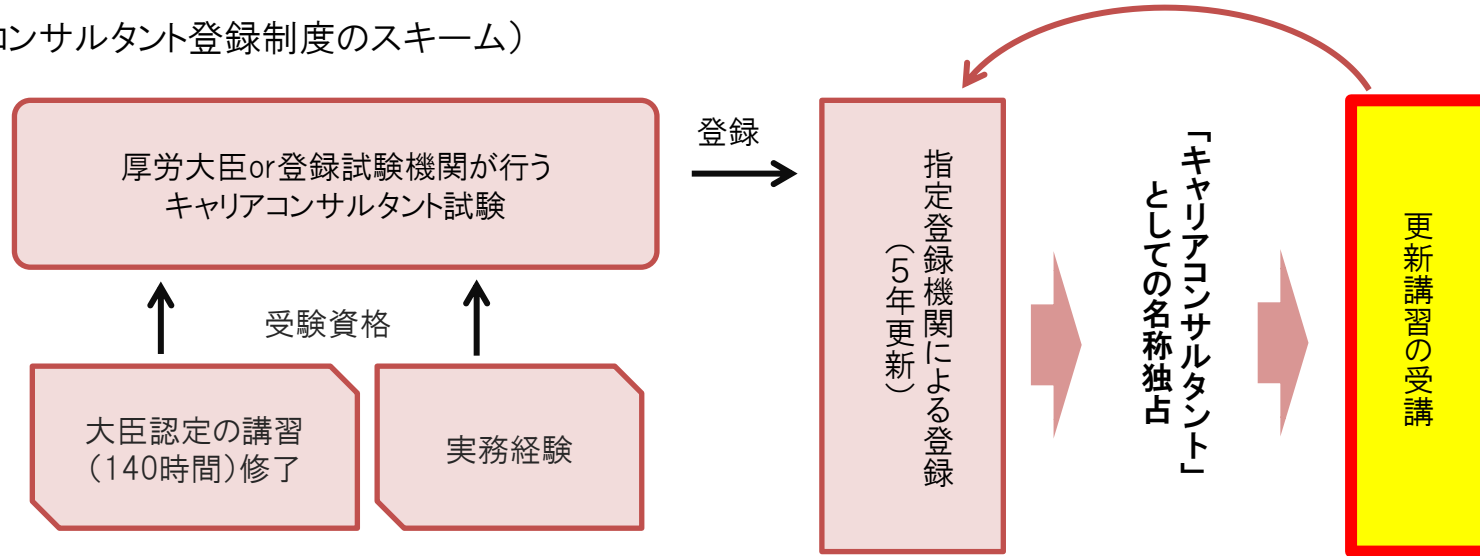 コンサルタント登録制度のスキーム）
厚労大臣or登録試験機関が行う
キャリアコンサルタント試験
登録
受験資格
大臣認定の講習
（140時間）修了
実務経験
指定登録機関による登録
（５年更新）
「キャリアコンサルタント」
としての名称独占
更新講習の受講